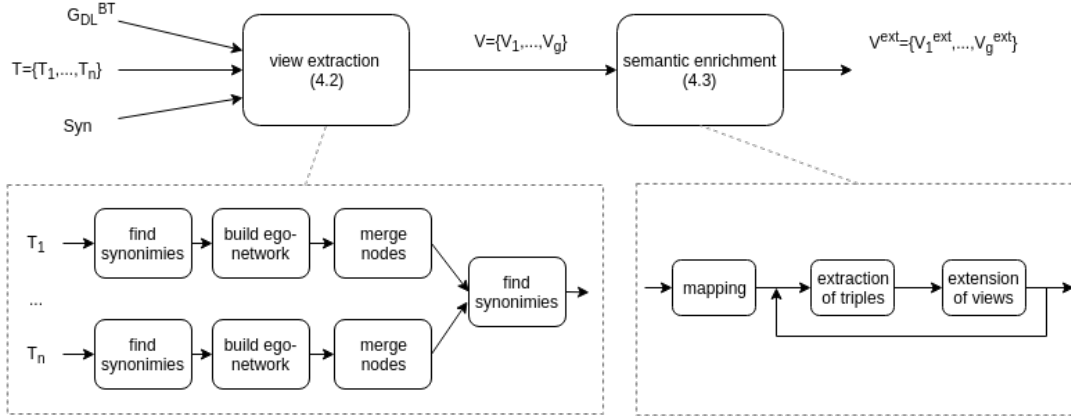 G_DL^BT
T={T_1,...,T_n}
Syn
view extraction
(4.2)
V={V_1,...,V_g}
semantic enrichment
(4.3)
V^ext={V_1^ext,...,V_g^ext}
T_1
find
synonimies
build ego-
network
merge
nodes
...
T_n
find
synonimies
build ego-
network
merge
nodes
find
synonimies
mapping
extraction
of triples
extension
of views